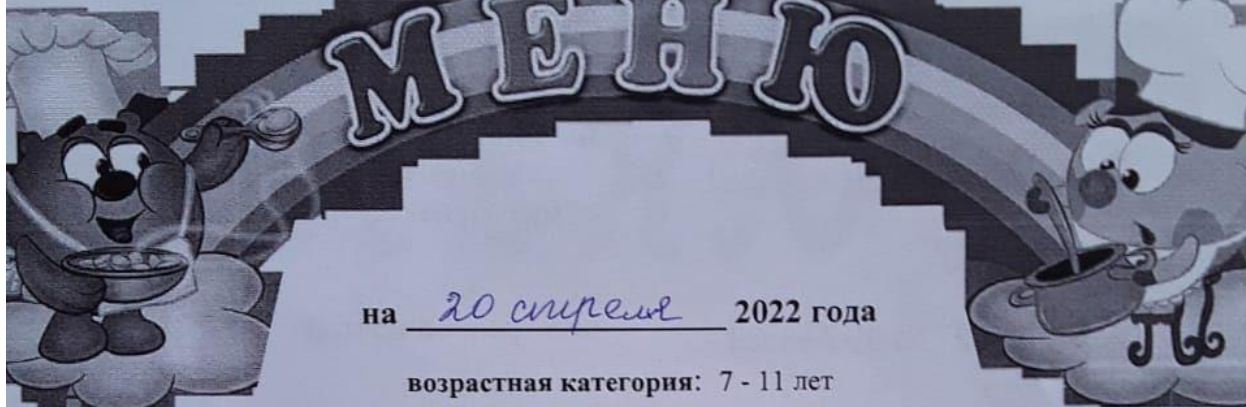 МЕНЮ
на 20 апреля 2022 года
возрастная категория: 7 - 11 лет